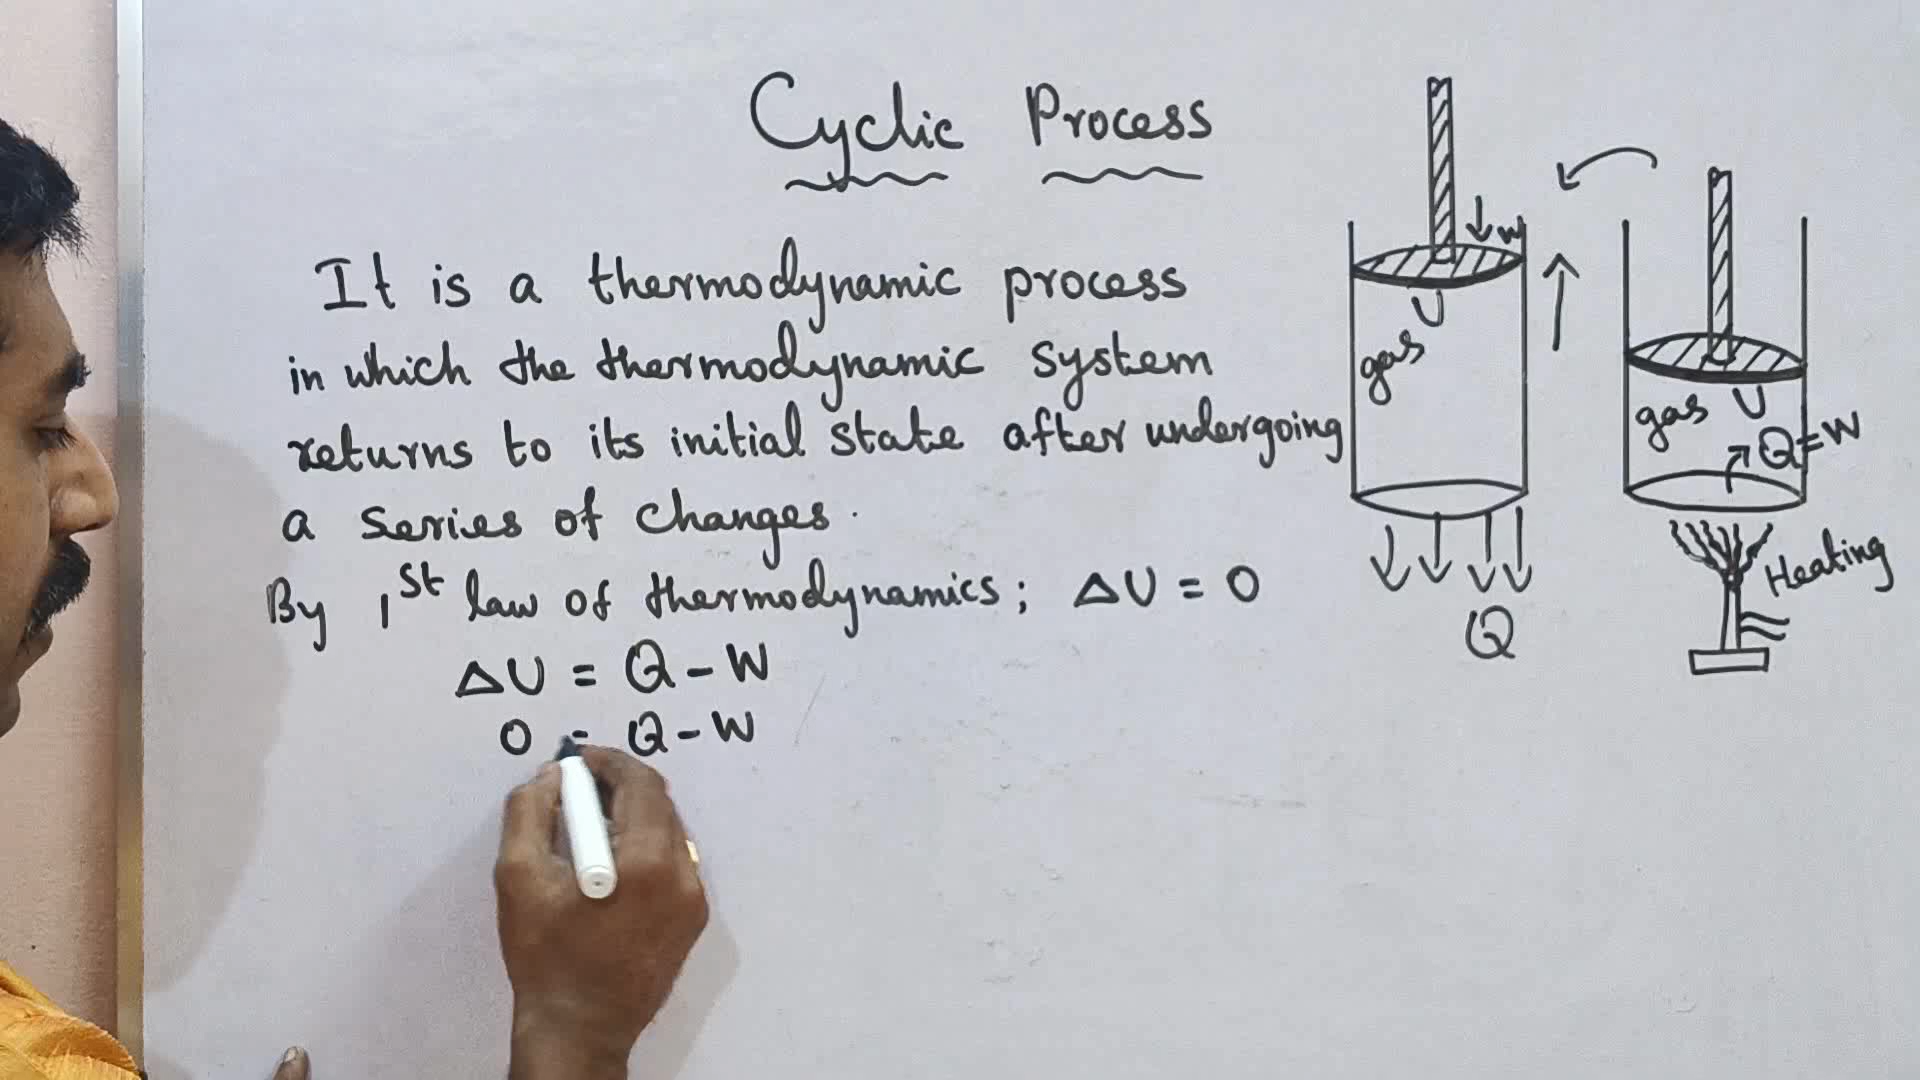 Cyclic Process
It is a thermodynamic process
in which the thermodynamic system
returns to its initial state after undergoing
a series of changes.
By 1st law of thermodynamics; ΔU = 0
ΔU = Q - W
0 = Q - W
W
U
gas
Q
gas U
Q = W
Heating